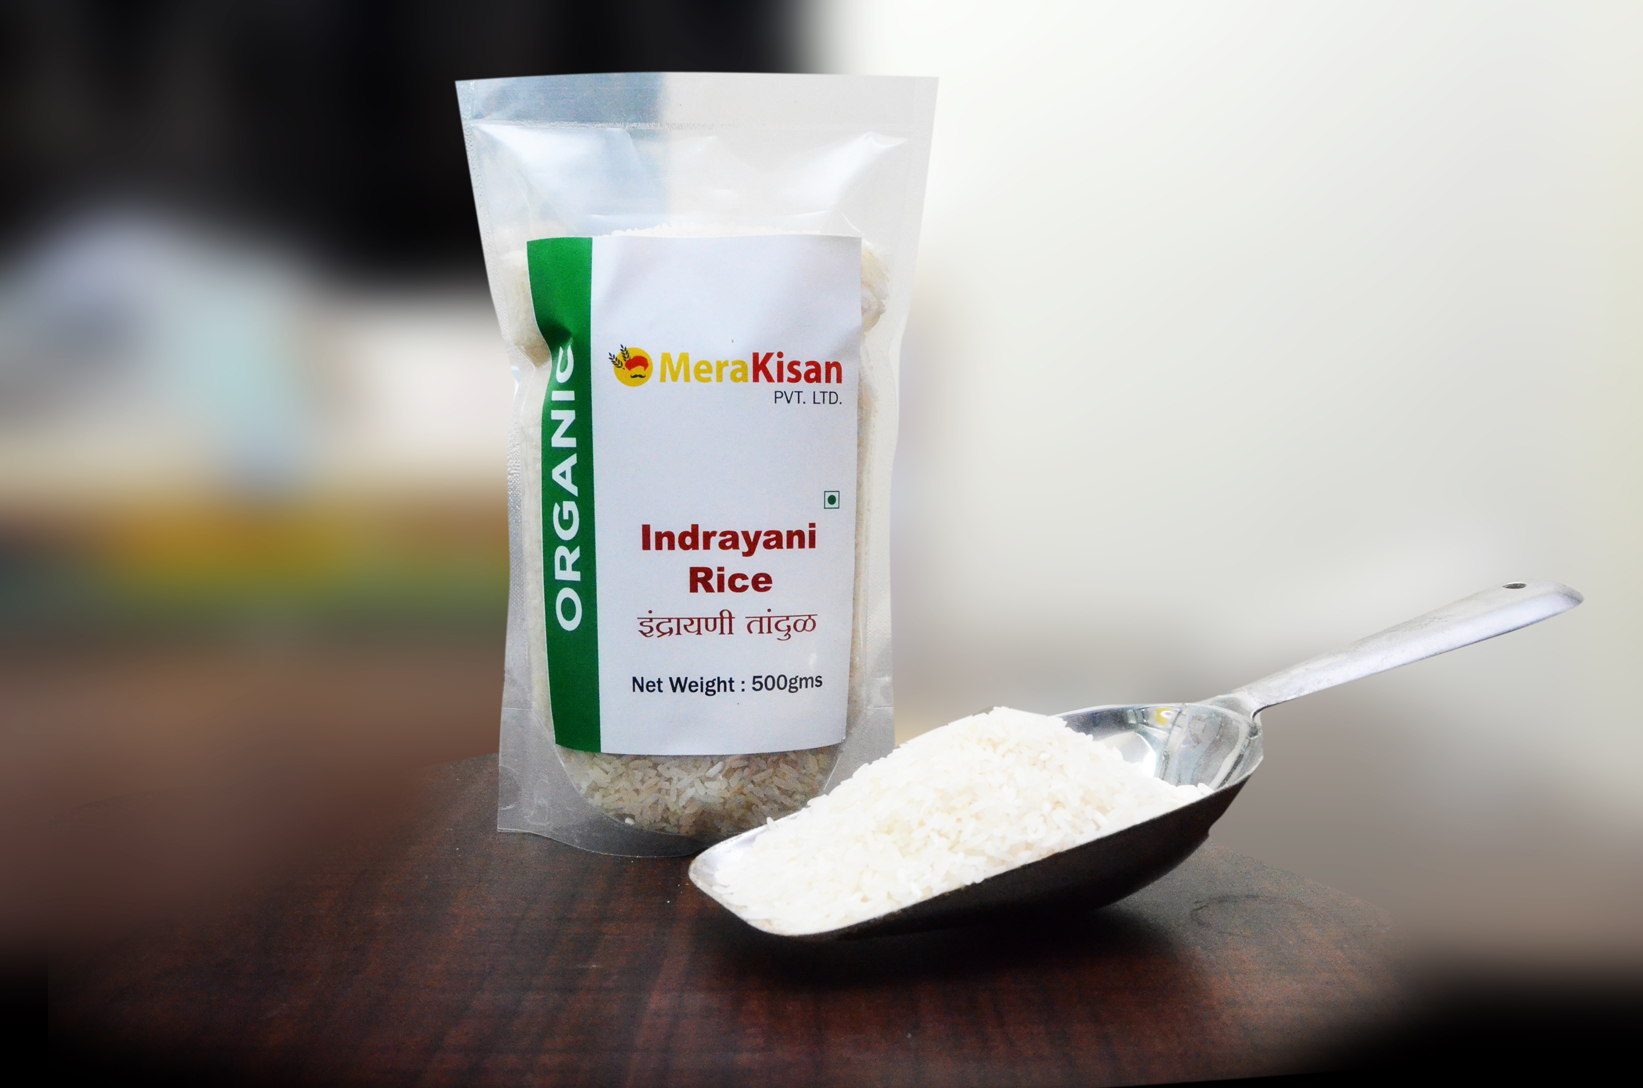 ORGANIC
MeraKisan
PVT. LTD.
Indrayani
Rice
इंद्रायणी तांदुळ
Net Weight : 500gms